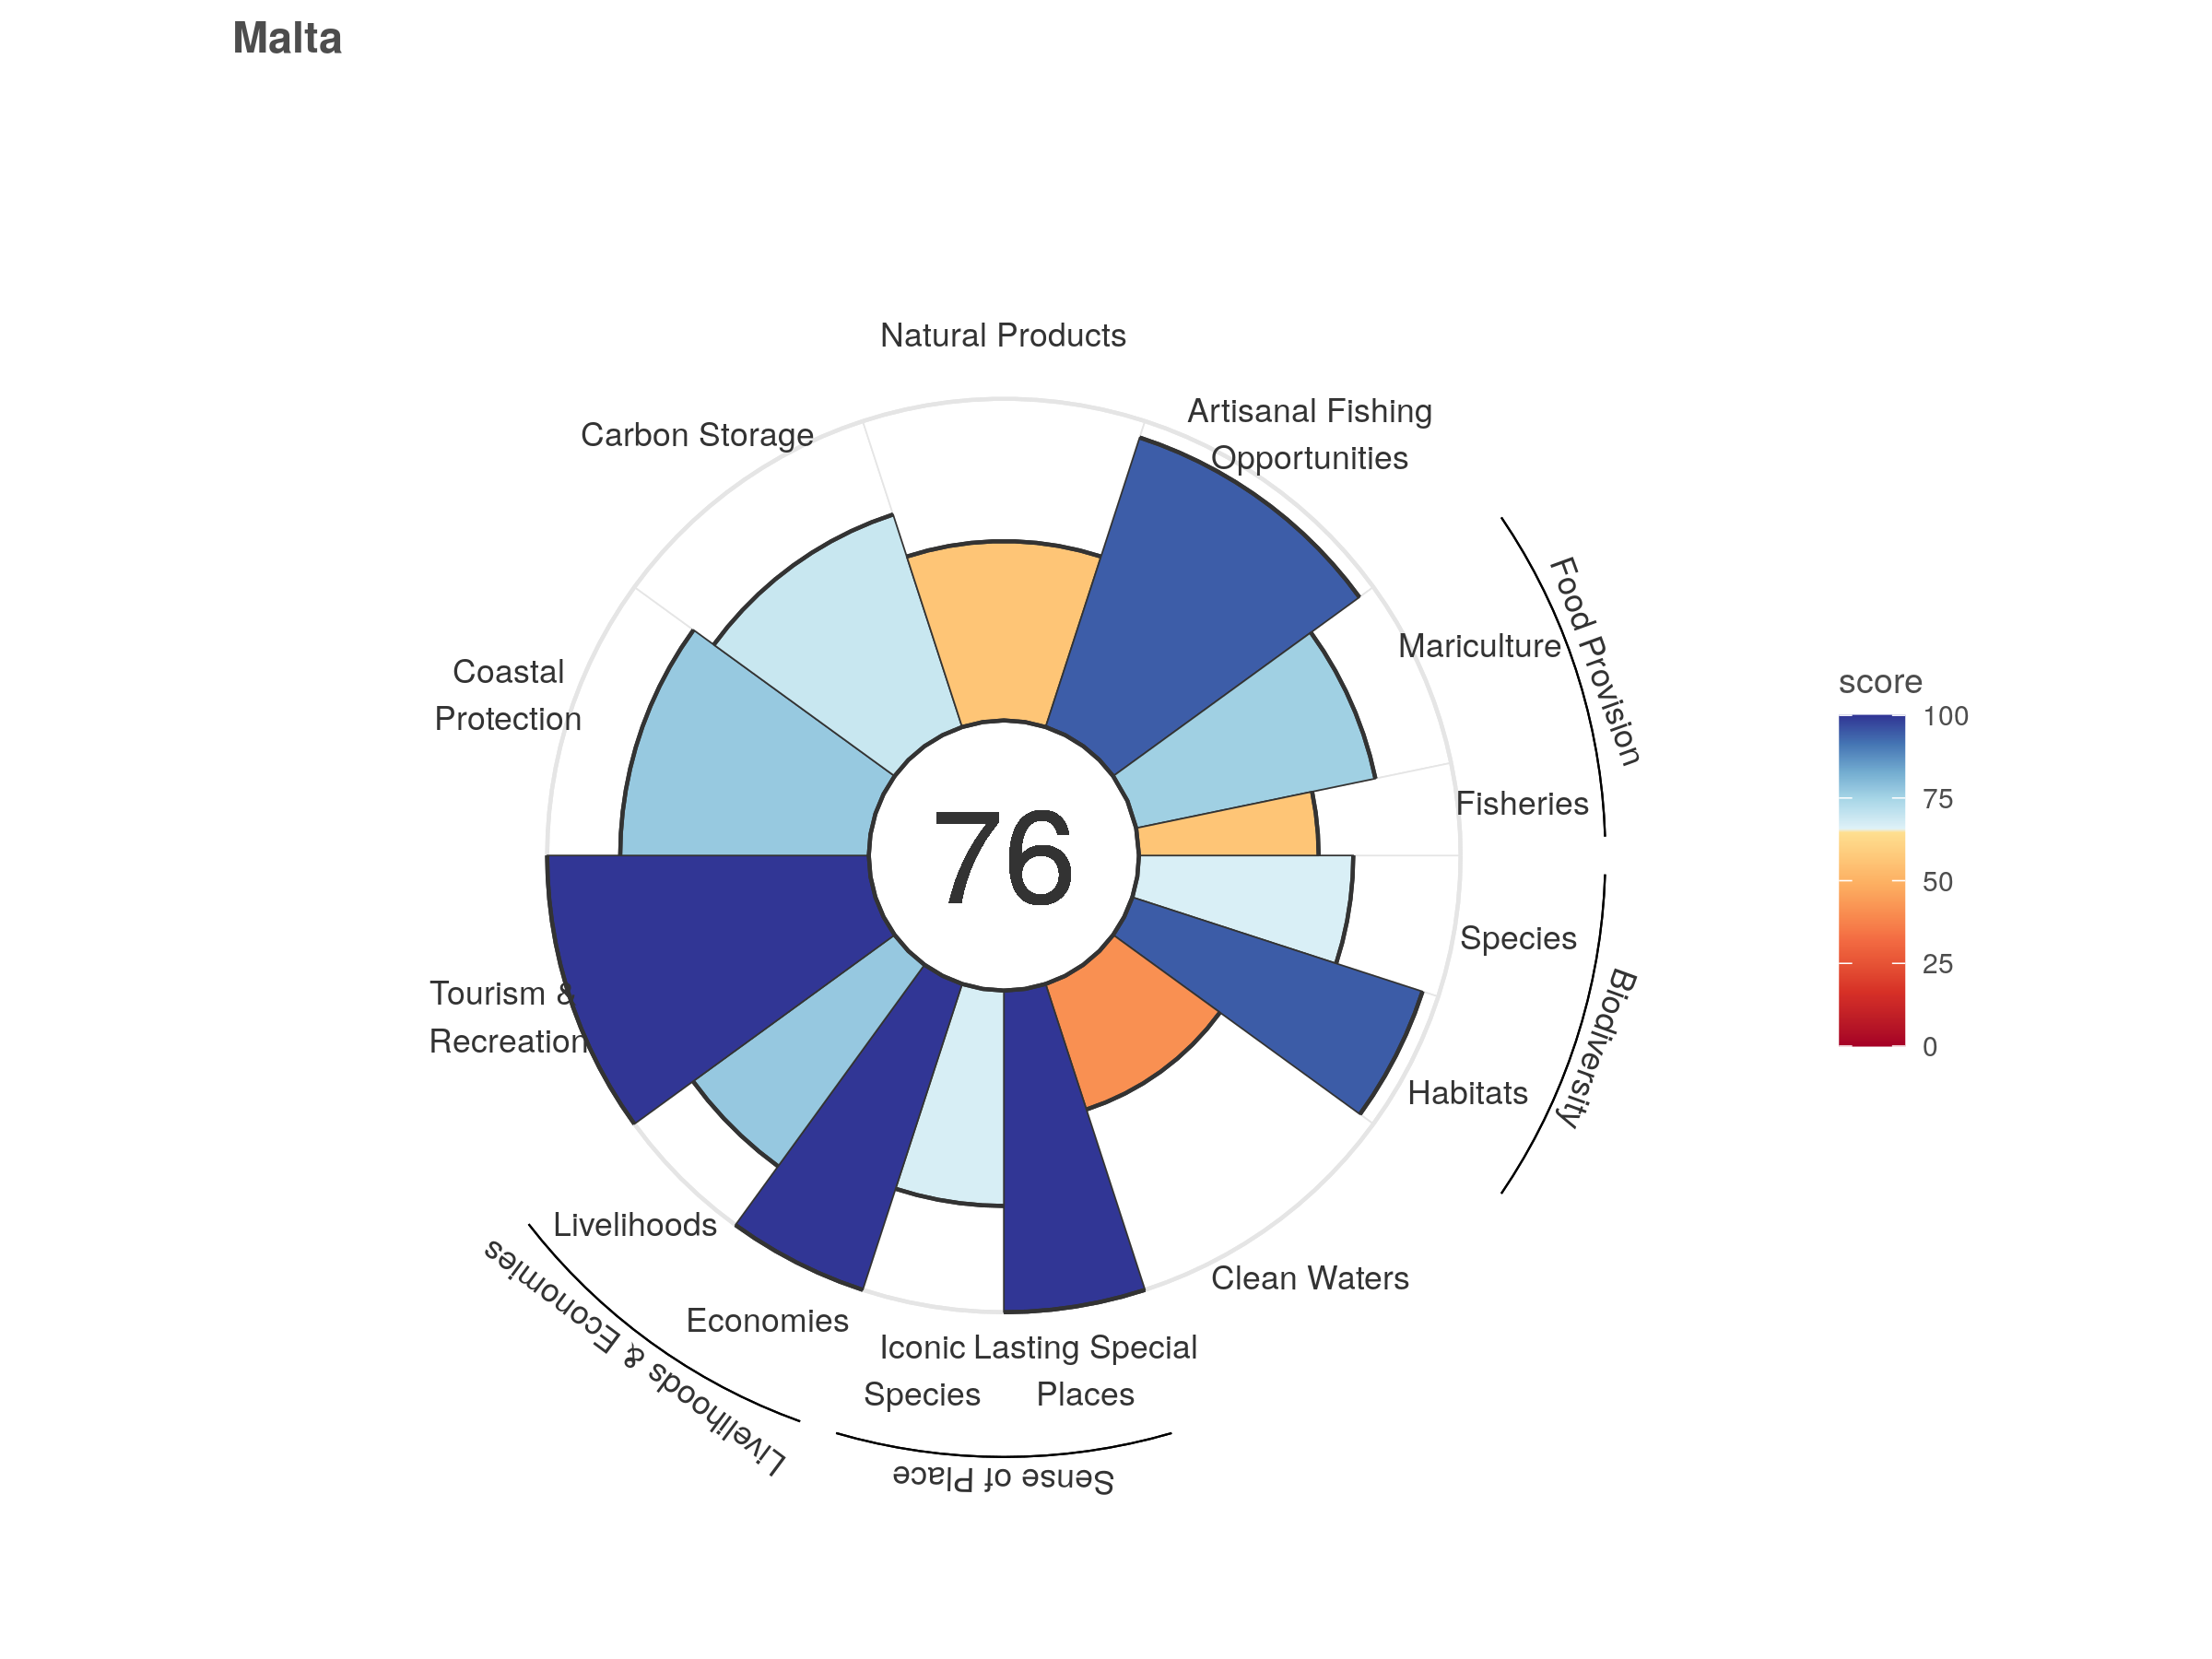 Malta
Natural Products
Artisanal Fishing
Opportunities
Carbon Storage
Mariculture
Food Provision
Coastal
Protection
Fisheries
score
100
75
50
25
0
76
Species
Biodiversity
Habitats
Tourism &
Recreation
Livelihoods
Livelihoods & Economies
Economies
Clean Waters
Iconic
Species
Lasting Special
Places
Sense of Place